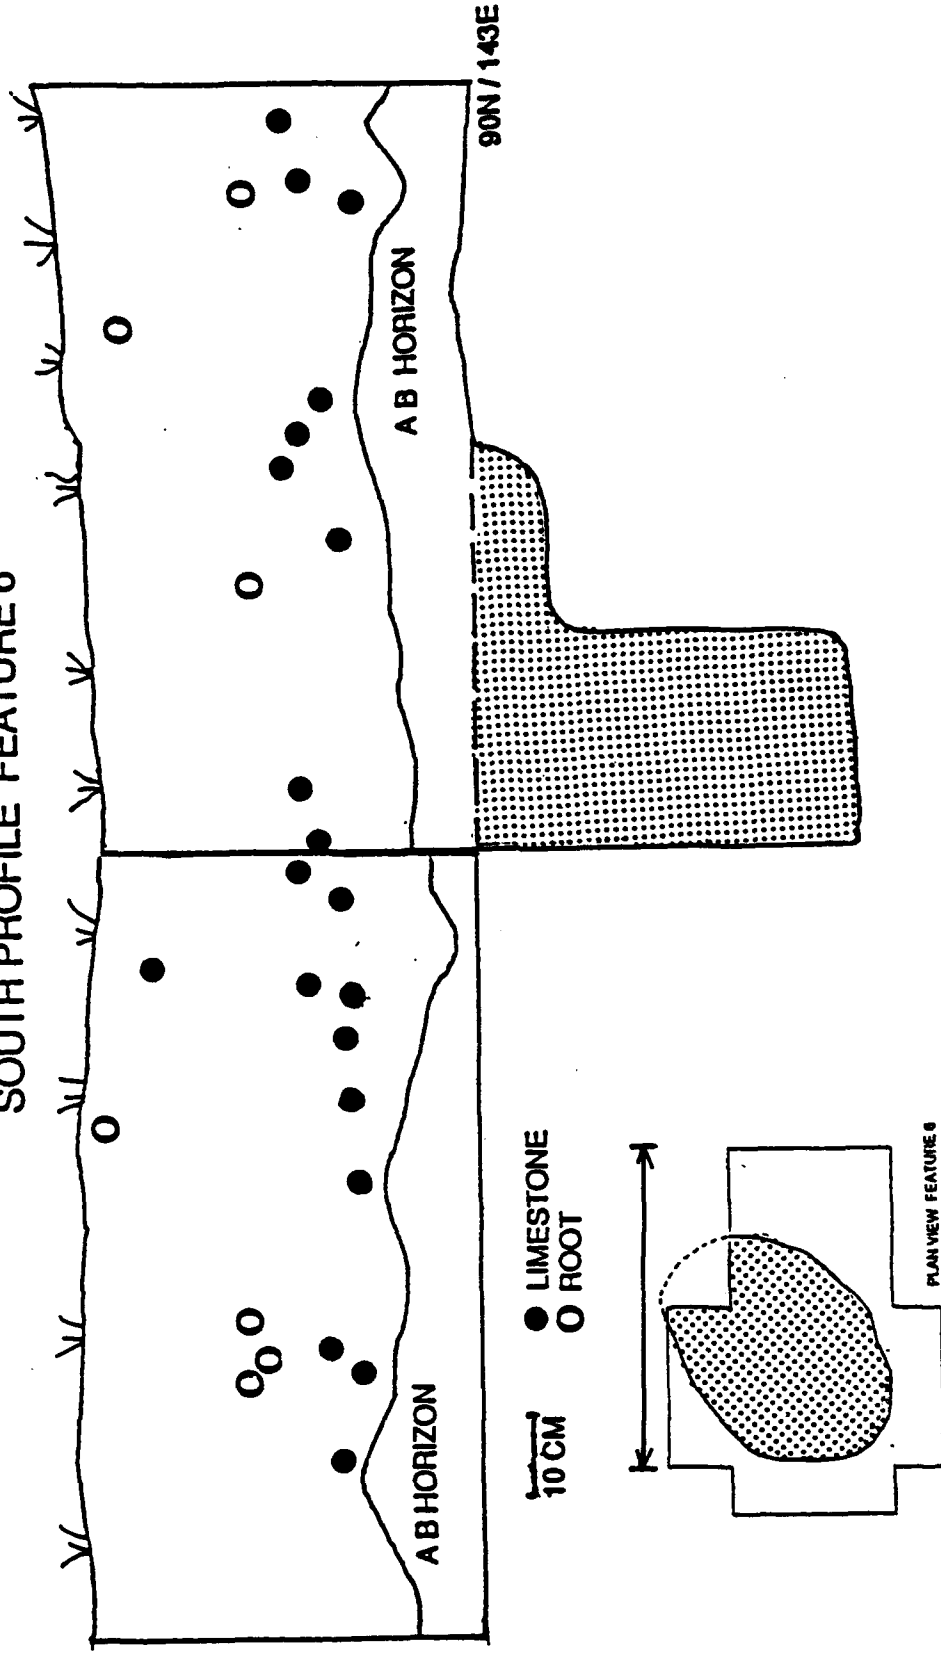 SOUTH PROFILE FEATURE 6
A B HORIZON
A B HORIZON
90N / 143E
10 CM
LIMESTONE
ROOT
PLAN VIEW FEATURE 6